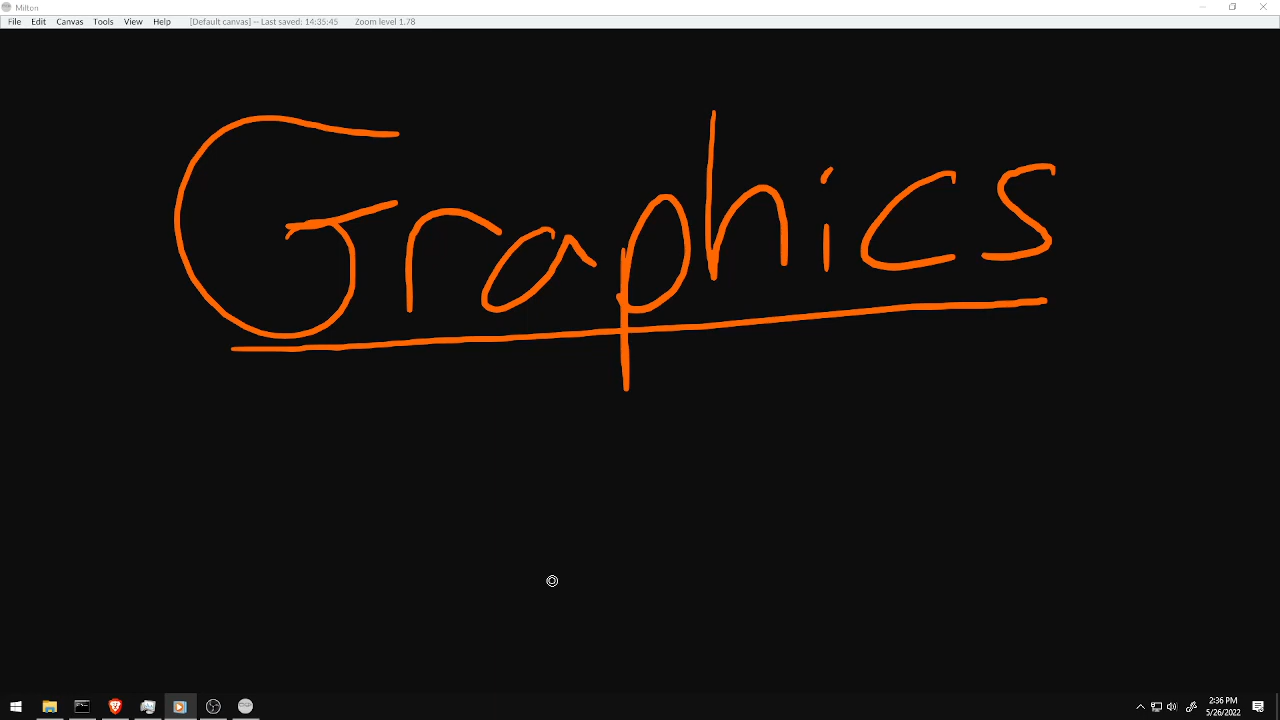 Milton
File Edit Canvas Tools View Help [Default canvas] -- Last saved: 14:35:45 Zoom level 1.78
Graphics
2:36 PM
5/26/2022